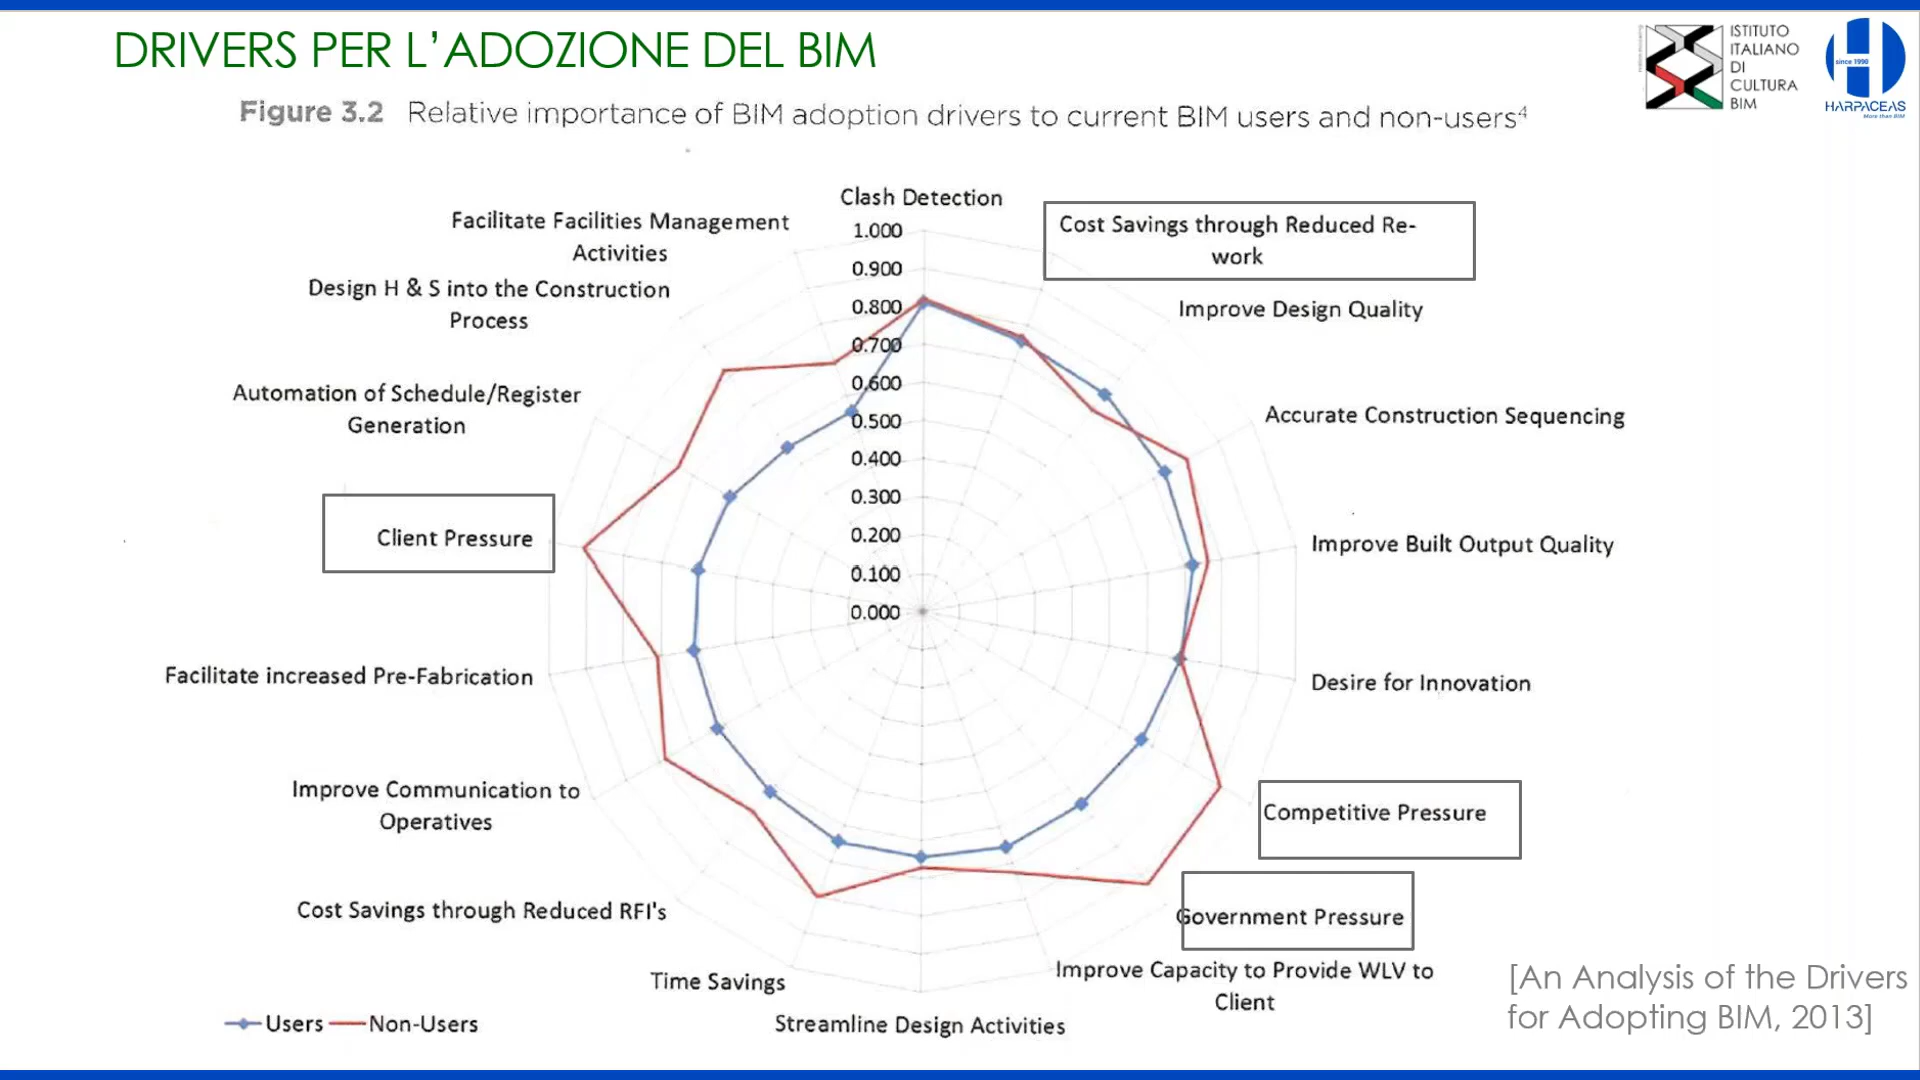 DRIVERS PER L’ADOZIONE DEL BIM
ISTITUTO
ITALIANO
DI
CULTURA
BIM
since 1990
HARPACEAS
More than BIM
Figure 3.2 Relative importance of BIM adoption drivers to current BIM users and non-users4
Clash Detection
Cost Savings through Reduced Re-
work
Improve Design Quality
Accurate Construction Sequencing
Improve Built Output Quality
Desire for Innovation
Competitive Pressure
Government Pressure
Improve Capacity to Provide WLV to
Client
Streamline Design Activities
Time Savings
Cost Savings through Reduced RFI's
Improve Communication to
Operatives
Facilitate increased Pre-Fabrication
Client Pressure
Automation of Schedule/Register
Generation
Design H & S into the Construction
Process
Facilitate Facilities Management
Activities
1.000
0.900
0.800
0.700
0.600
0.500
0.400
0.300
0.200
0.100
0.000
Users Non-Users
[An Analysis of the Drivers
for Adopting BIM, 2013]